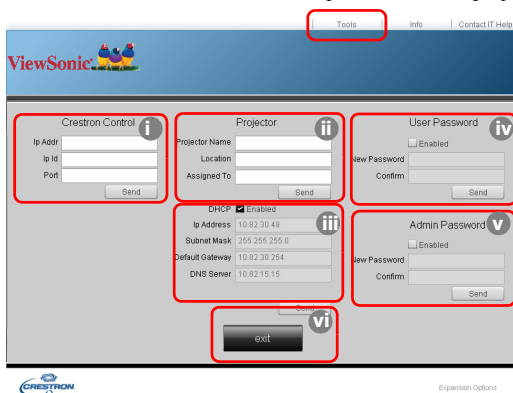 Tools Info Contact IT Help
ViewSonic
Crestron Control i
Ip Addr
Ip Id
Port
Send
Projector ii
Projector Name
Location
Assigned To
Send
DHCP Enabled iii
Ip Address 10.82.30.49
Subnet Mask 255.255.255.0
Default Gateway 10.82.30.254
DNS Server 10.82.15.15
Send
User Password iv
Enabled
New Password
Confirm
Send
Admin Password v
Enabled
New Password
Confirm
Send
vi
exit
CRESTRON
Expansion Options